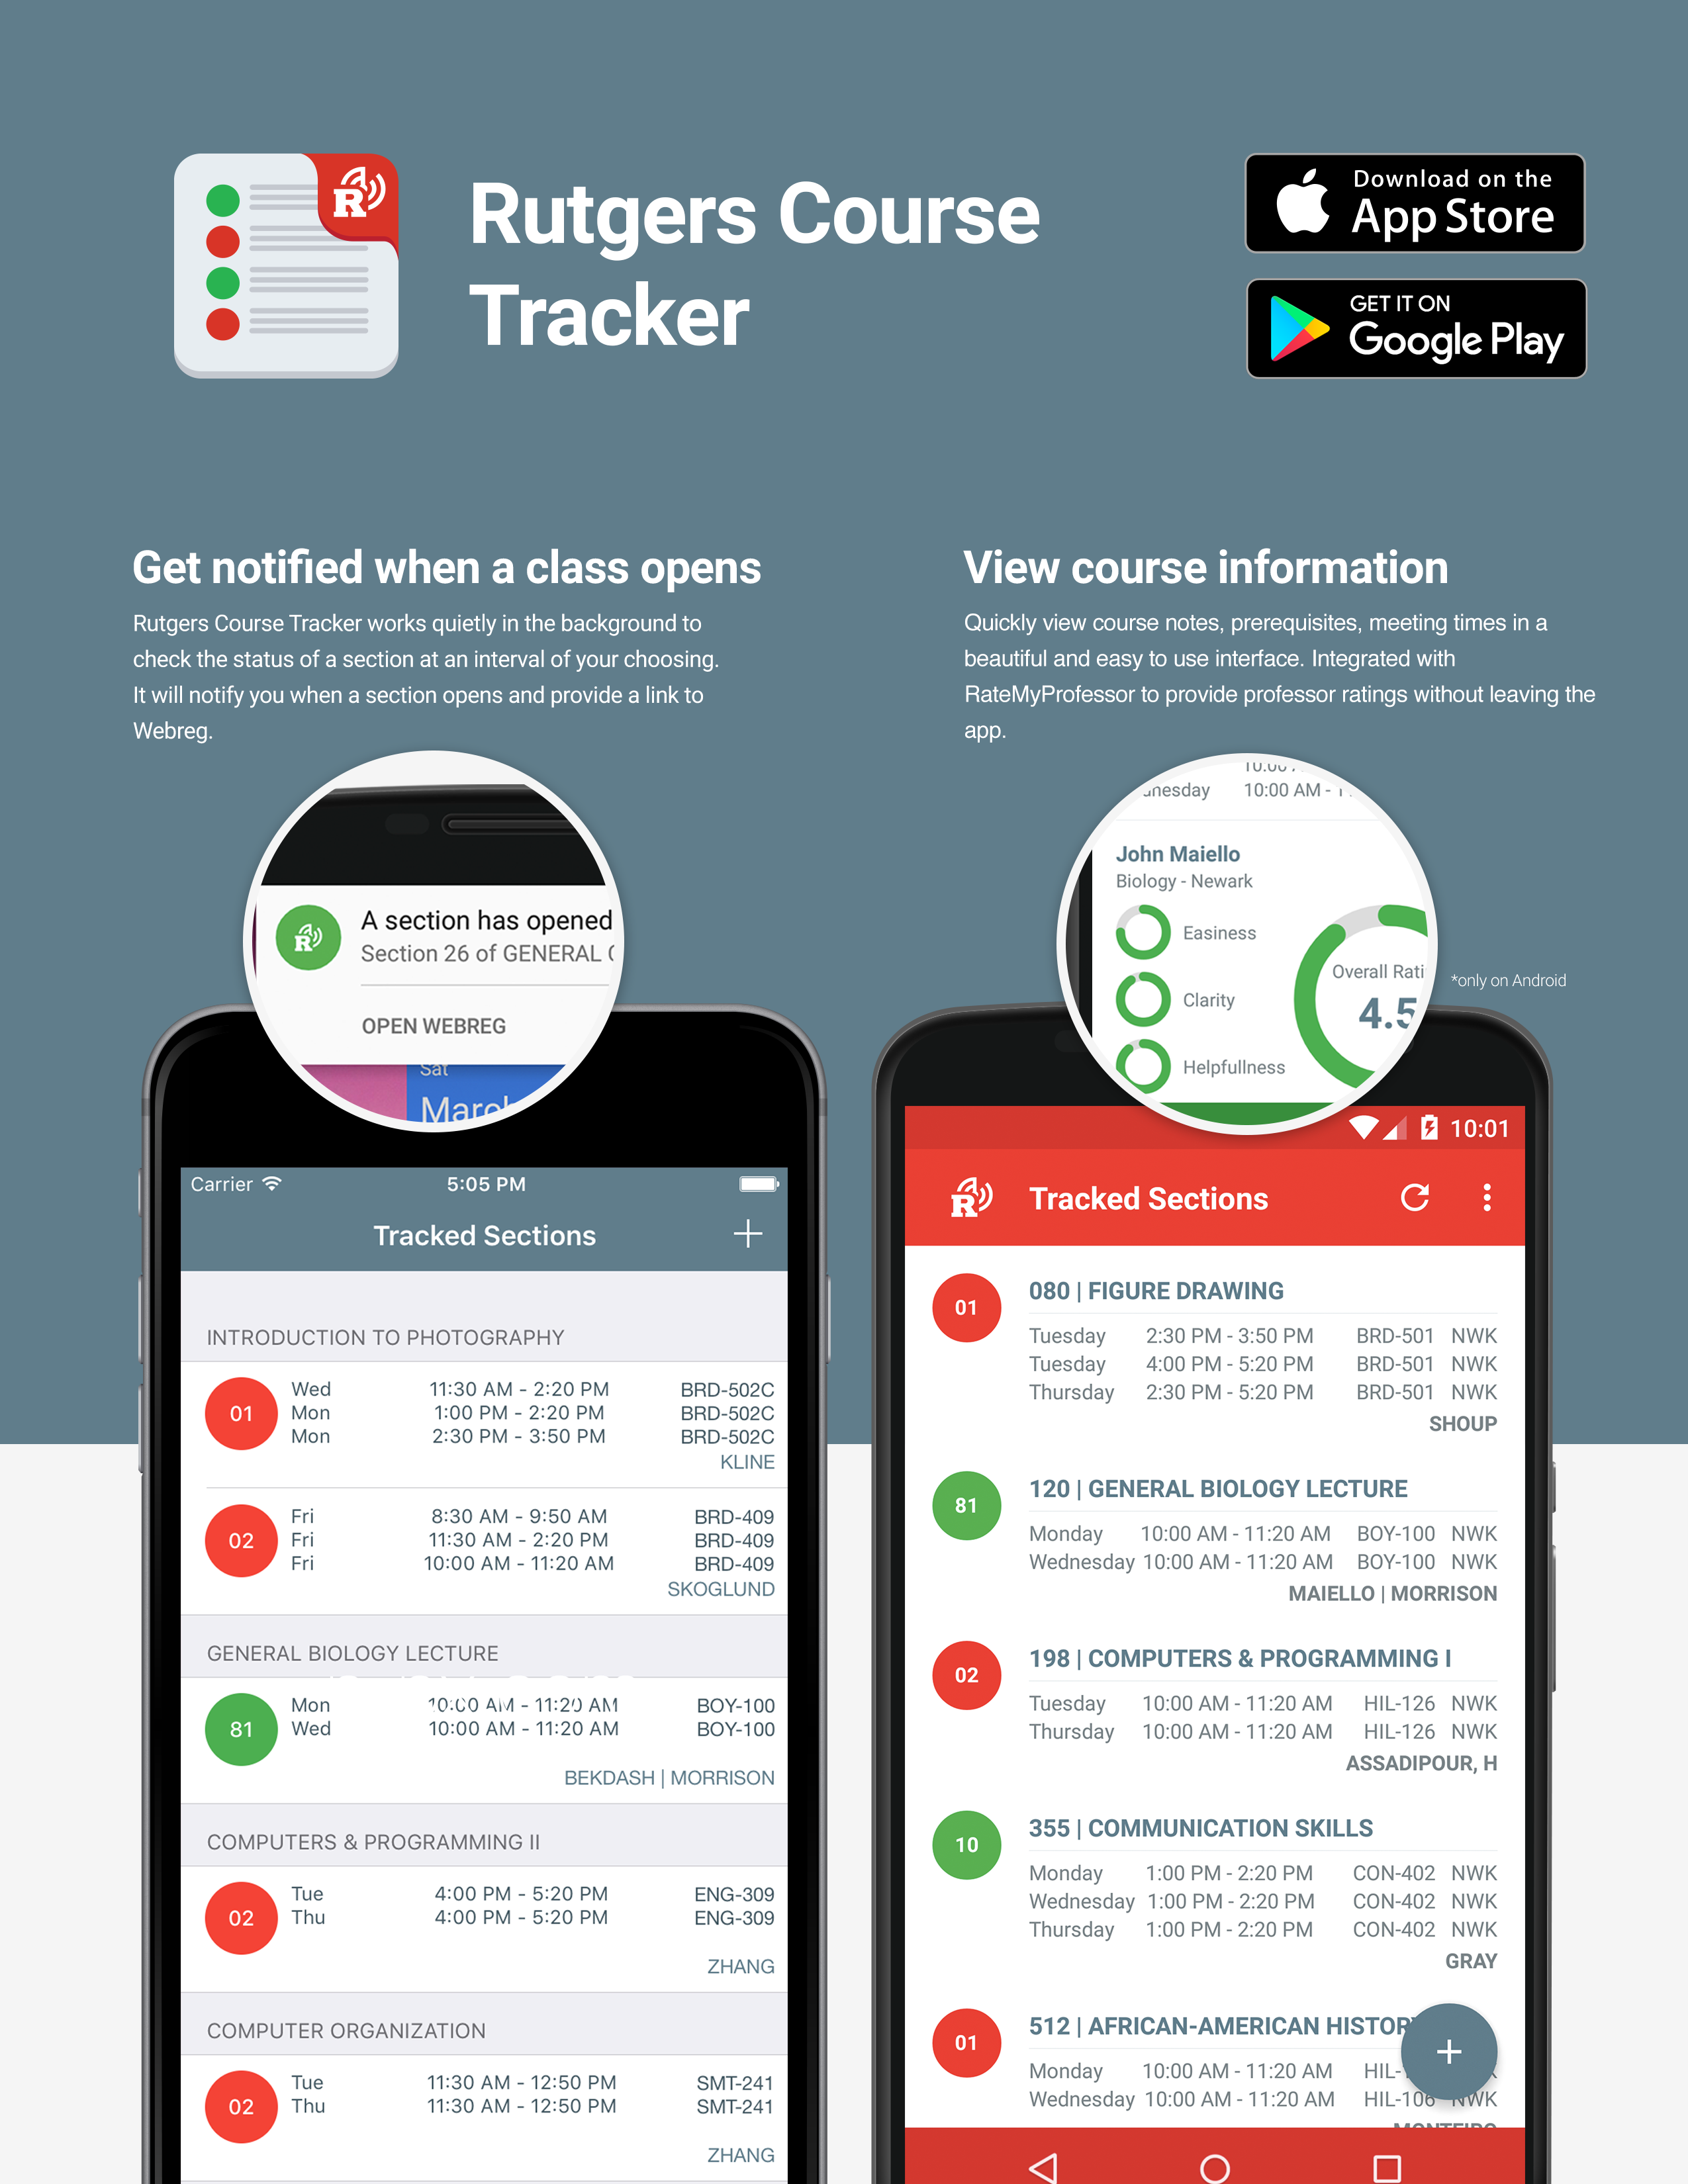 Rutgers Course
Tracker
Download on the
App Store
GET IT ON
Google Play
Get notified when a class opens
Rutgers Course Tracker works quietly in the background to
check the status of a section at an interval of your choosing.
It will notify you when a section opens and provide a link to
Webreg.
View course information
Quickly view course notes, prerequisites, meeting times in a
beautiful and easy to use interface. Integrated with
RateMyProfessor to provide professor ratings without leaving the
app.
A section has opened
Section 26 of GENERAL
OPEN WEBREG
Sat
10:00 AM -
John Maiello
Biology - Newark
Easiness
Clarity
Helpfullness
Overall
4.5
*only on Android
Carrier 5:05 PM
Tracked Sections
INTRODUCTION TO PHOTOGRAPHY
01
Wed 11:30 AM - 2:20 PM BRD-502C
Mon 1:00 PM - 2:20 PM BRD-502C
Mon 2:30 PM - 3:50 PM BRD-502C
KLINE
02
Fri 8:30 AM - 9:50 AM BRD-409
Fri 11:30 AM - 2:20 PM BRD-409
Fri 10:00 AM - 11:20 AM BRD-409
SKOGLUND
GENERAL BIOLOGY LECTURE
81
Mon 10:00 AM - 11:20 AM BOY-100
Wed 10:00 AM - 11:20 AM BOY-100
BEKDASH | MORRISON
COMPUTERS & PROGRAMMING II
02
Tue 4:00 PM - 5:20 PM ENG-309
Thu 4:00 PM - 5:20 PM ENG-309
ZHANG
COMPUTER ORGANIZATION
02
Tue 11:30 AM - 12:50 PM SMT-241
Thu 11:30 AM - 12:50 PM SMT-241
ZHANG
10:01
R Tracked Sections
01
080 | FIGURE DRAWING
Tuesday 2:30 PM - 3:50 PM BRD-501 NWK
Tuesday 4:00 PM - 5:20 PM BRD-501 NWK
Thursday 2:30 PM - 5:20 PM BRD-501 NWK
SHOUP
81
120 | GENERAL BIOLOGY LECTURE
Monday 10:00 AM - 11:20 AM BOY-100 NWK
Wednesday 10:00 AM - 11:20 AM BOY-100 NWK
MAIELLO | MORRISON
02
198 | COMPUTERS & PROGRAMMING I
Tuesday 10:00 AM - 11:20 AM HIL-126 NWK
Thursday 10:00 AM - 11:20 AM HIL-126 NWK
ASSADIPOUR, H
10
355 | COMMUNICATION SKILLS
Monday 1:00 PM - 2:20 PM CON-402 NWK
Wednesday 1:00 PM - 2:20 PM CON-402 NWK
Thursday 1:00 PM - 2:20 PM CON-402 NWK
GRAY
01
512 | AFRICAN-AMERICAN HISTORY
Monday 10:00 AM - 11:20 AM HIL-
Wednesday 10:00 AM - 11:20 AM HIL-106 NWK